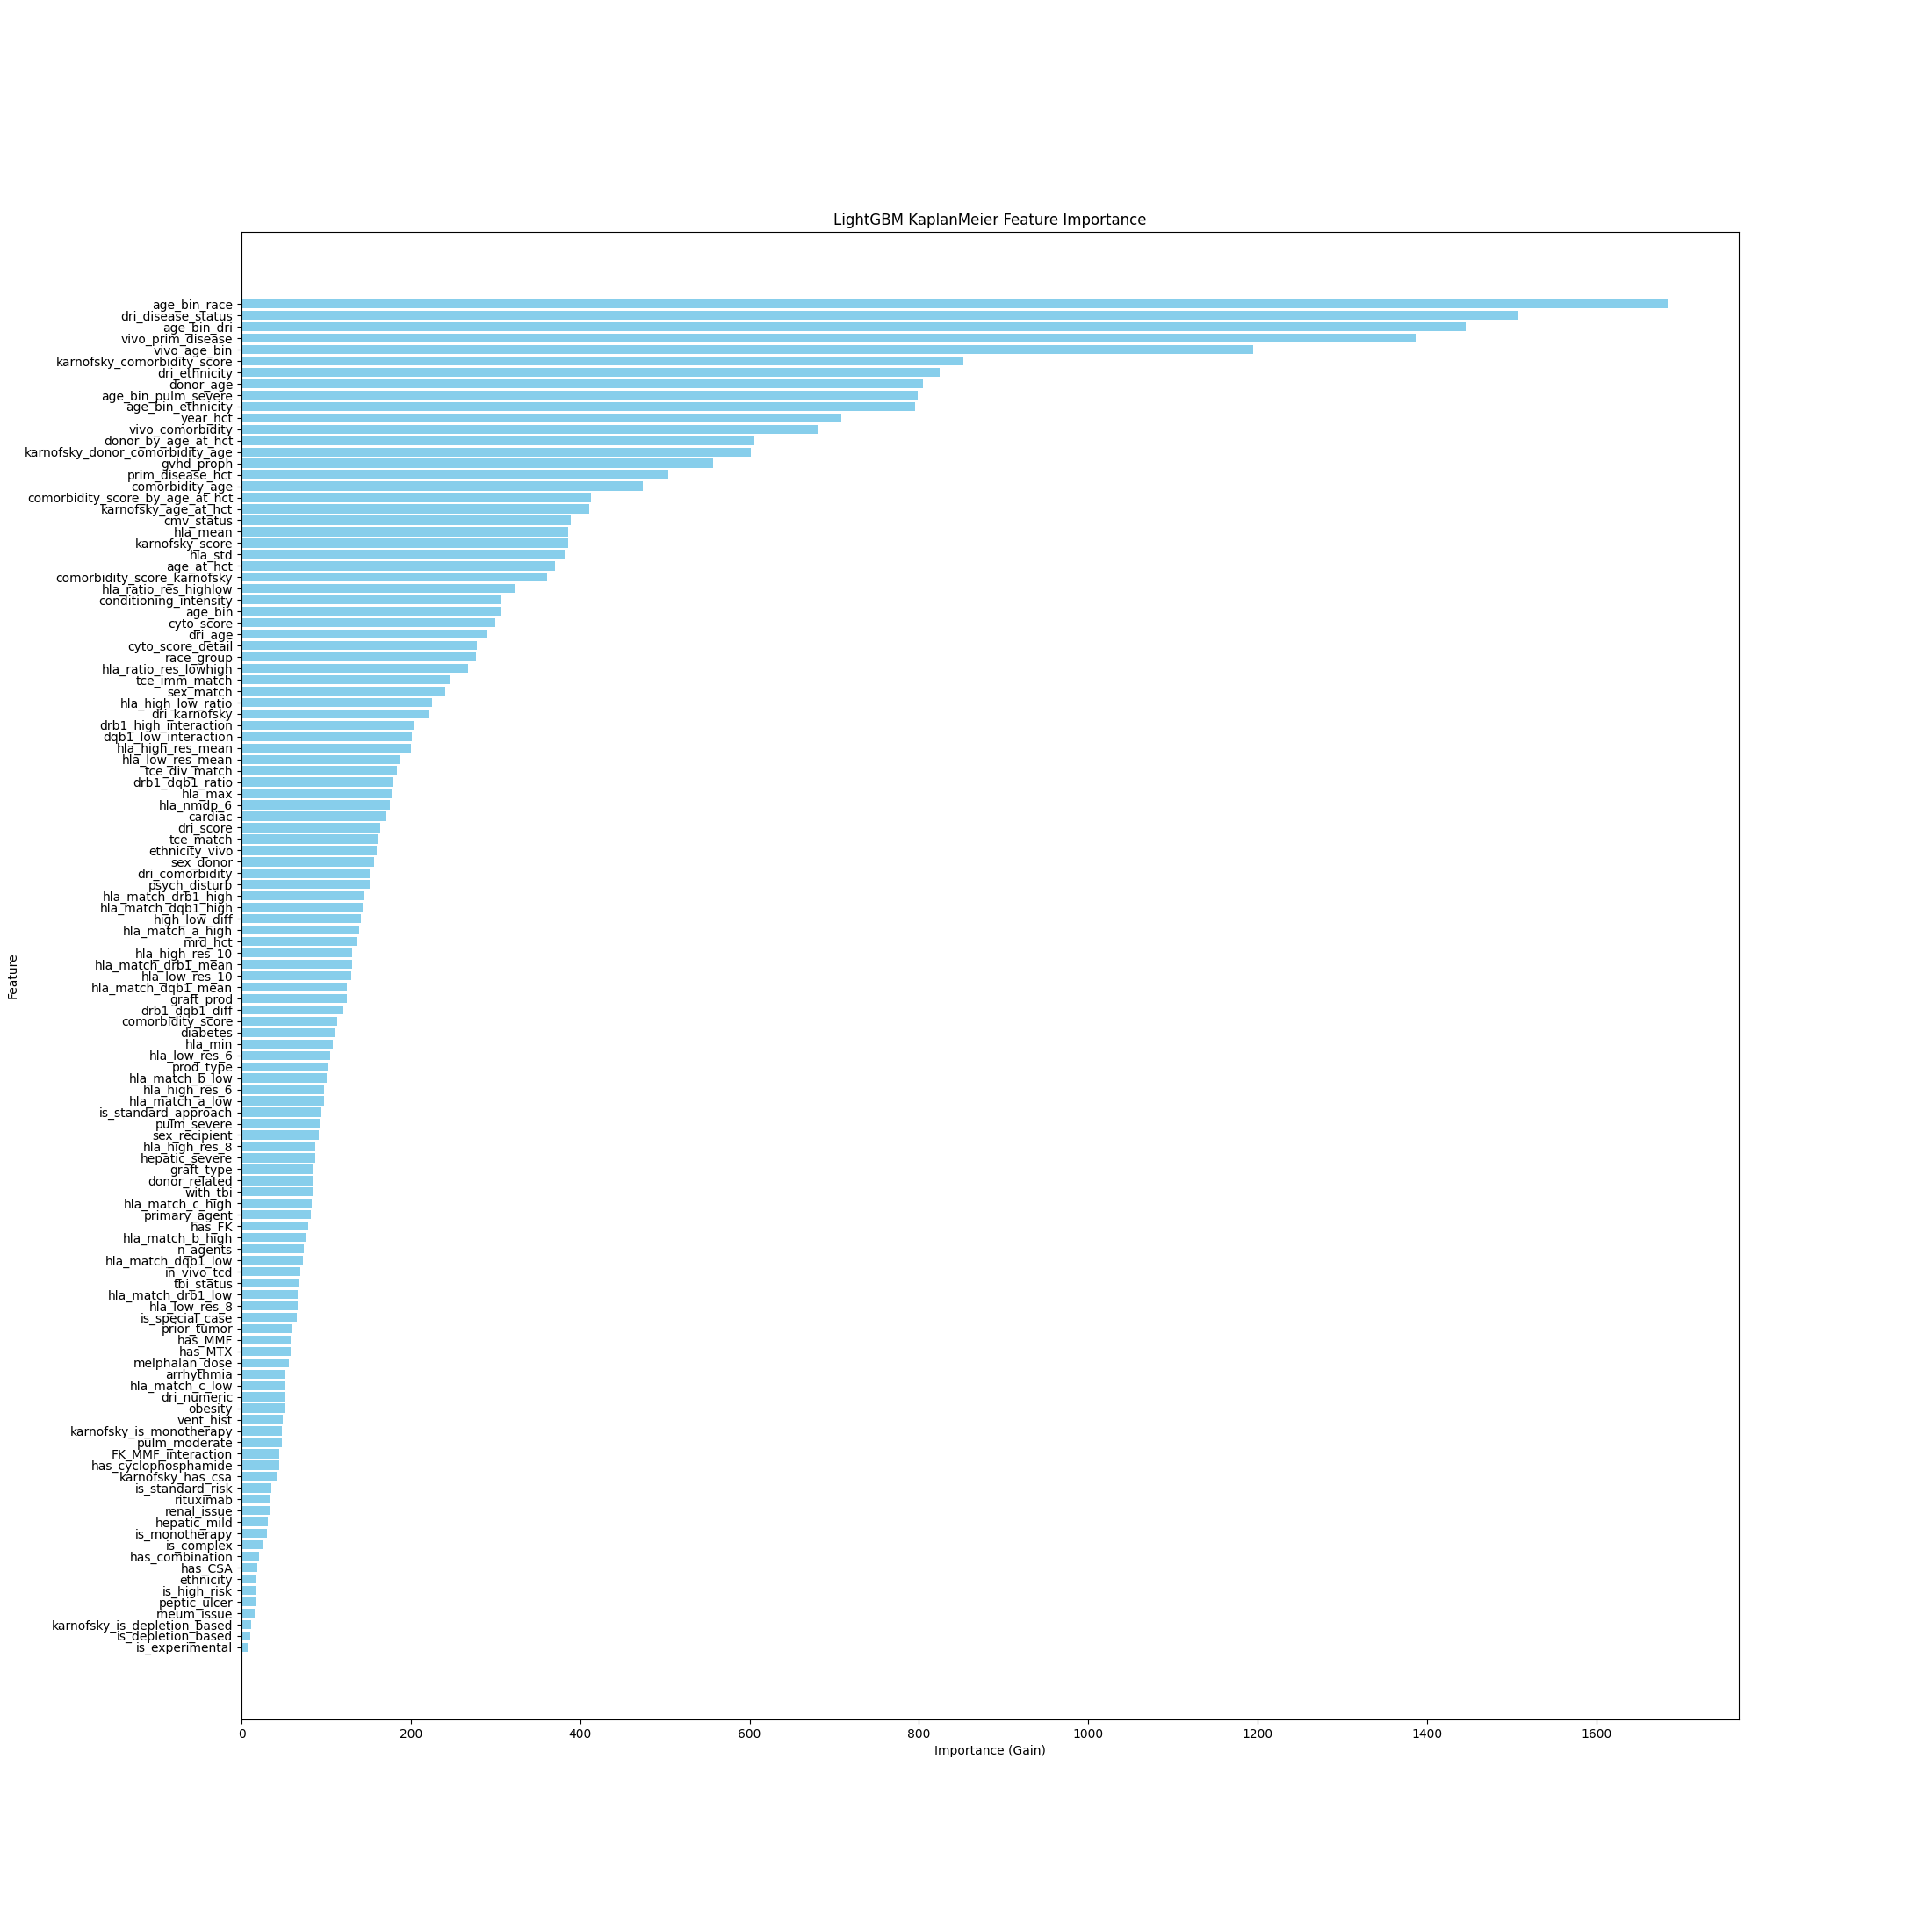 LightGBM KaplanMeier Feature Importance
age_bin_race
dri_disease_status
age_bin_dri
vivo_prim_disease
vivo_age_bin
karnofsky_comorbidity_score
dri_ethnicity
donor_age
age_bin_pulm_severe
age_bin_ethnicity
year_hct
vivo_comorbidity
donor_by_age_at_hct
karnofsky_donor_comorbidity_age
gvhd_proph
prim_disease_hct
comorbidity_age
comorbidity_score_by_age_at_hct
karnofsky_age_at_hct
cmv_status
hla_mean
karnofsky_score
hla_std
age_at_hct
comorbidity_score_karnofsky
hla_ratio_res_highlow
conditioning_intensity
age_bin
cyto_score
dri_age
cyto_score_detail
race_group
hla_ratio_res_lowhigh
tce_imm_match
sex_match
hla_high_low_ratio
dri_karnofsky
drb1_high_interaction
dqb1_low_interaction
hla_high_res_mean
hla_low_res_mean
tce_div_match
drb1_dqb1_ratio
hla_max
hla_nmdp_6
cardiac
dri_score
tce_match
ethnicity_vivo
sex_donor
dri_comorbidity
psych_disturb
hla_match_drb1_high
hla_match_dqb1_high
high_low_diff
hla_match_a_high
mrd_hct
hla_high_res_10
hla_match_drb1_mean
hla_low_res_10
hla_match_dqb1_mean
graft_prod
drb1_dqb1_diff
comorbidity_score
diabetes
hla_min
hla_low_res_6
prod_type
hla_match_b_low
hla_high_res_6
hla_match_a_low
is_standard_approach
pulm_severe
sex_recipient
hla_high_res_8
hepatic_severe
graft_type
donor_related
with_tbi
hla_match_c_high
primary_agent
has_FK
hla_match_b_high
n_agents
hla_match_dqb1_low
in_vivo_tcd
tbi_status
hla_match_drb1_low
hla_low_res_8
is_special_case
prior_tumor
has_MMF
has_MTX
melphalan_dose
arrhythmia
hla_match_c_low
dri_numeric
obesity
vent_hist
karnofsky_is_monotherapy
pulm_moderate
FK_MMF_interaction
has_cyclophosphamide
karnofsky_has_csa
is_standard_risk
rituximab
renal_issue
hepatic_mild
is_monotherapy
is_complex
has_combination
has_CSA
ethnicity
is_high_risk
peptic_ulcer
rheum_issue
karnofsky_is_depletion_based
is_depletion_based
is_experimental
Feature
0 200 400 600 800 1000 1200 1400 1600
Importance (Gain)